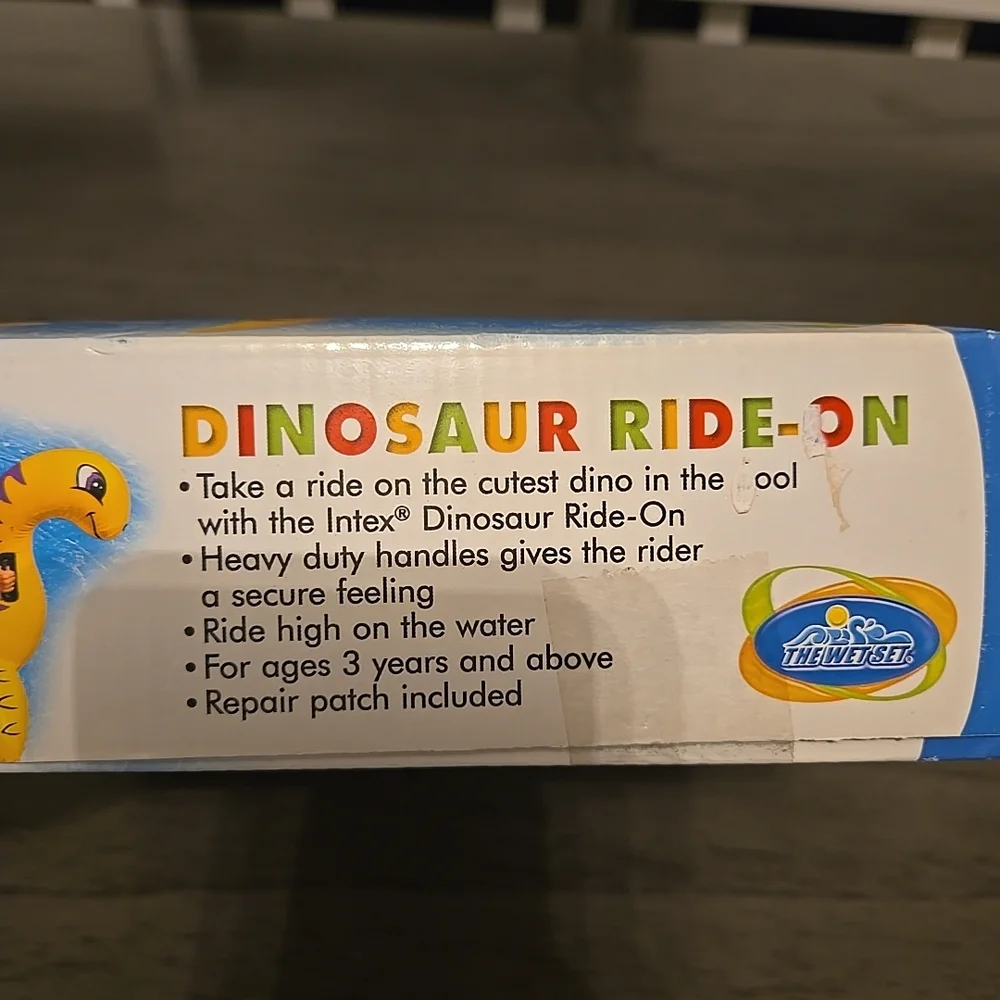 DINOSAUR RIDE-ON
• Take a ride on the cutest dino in the ool
with the Intex® Dinosaur Ride-On
• Heavy duty handles gives the rider
a secure feeling
• Ride high on the water
• For ages 3 years and above
• Repair patch included
THE WET SET®